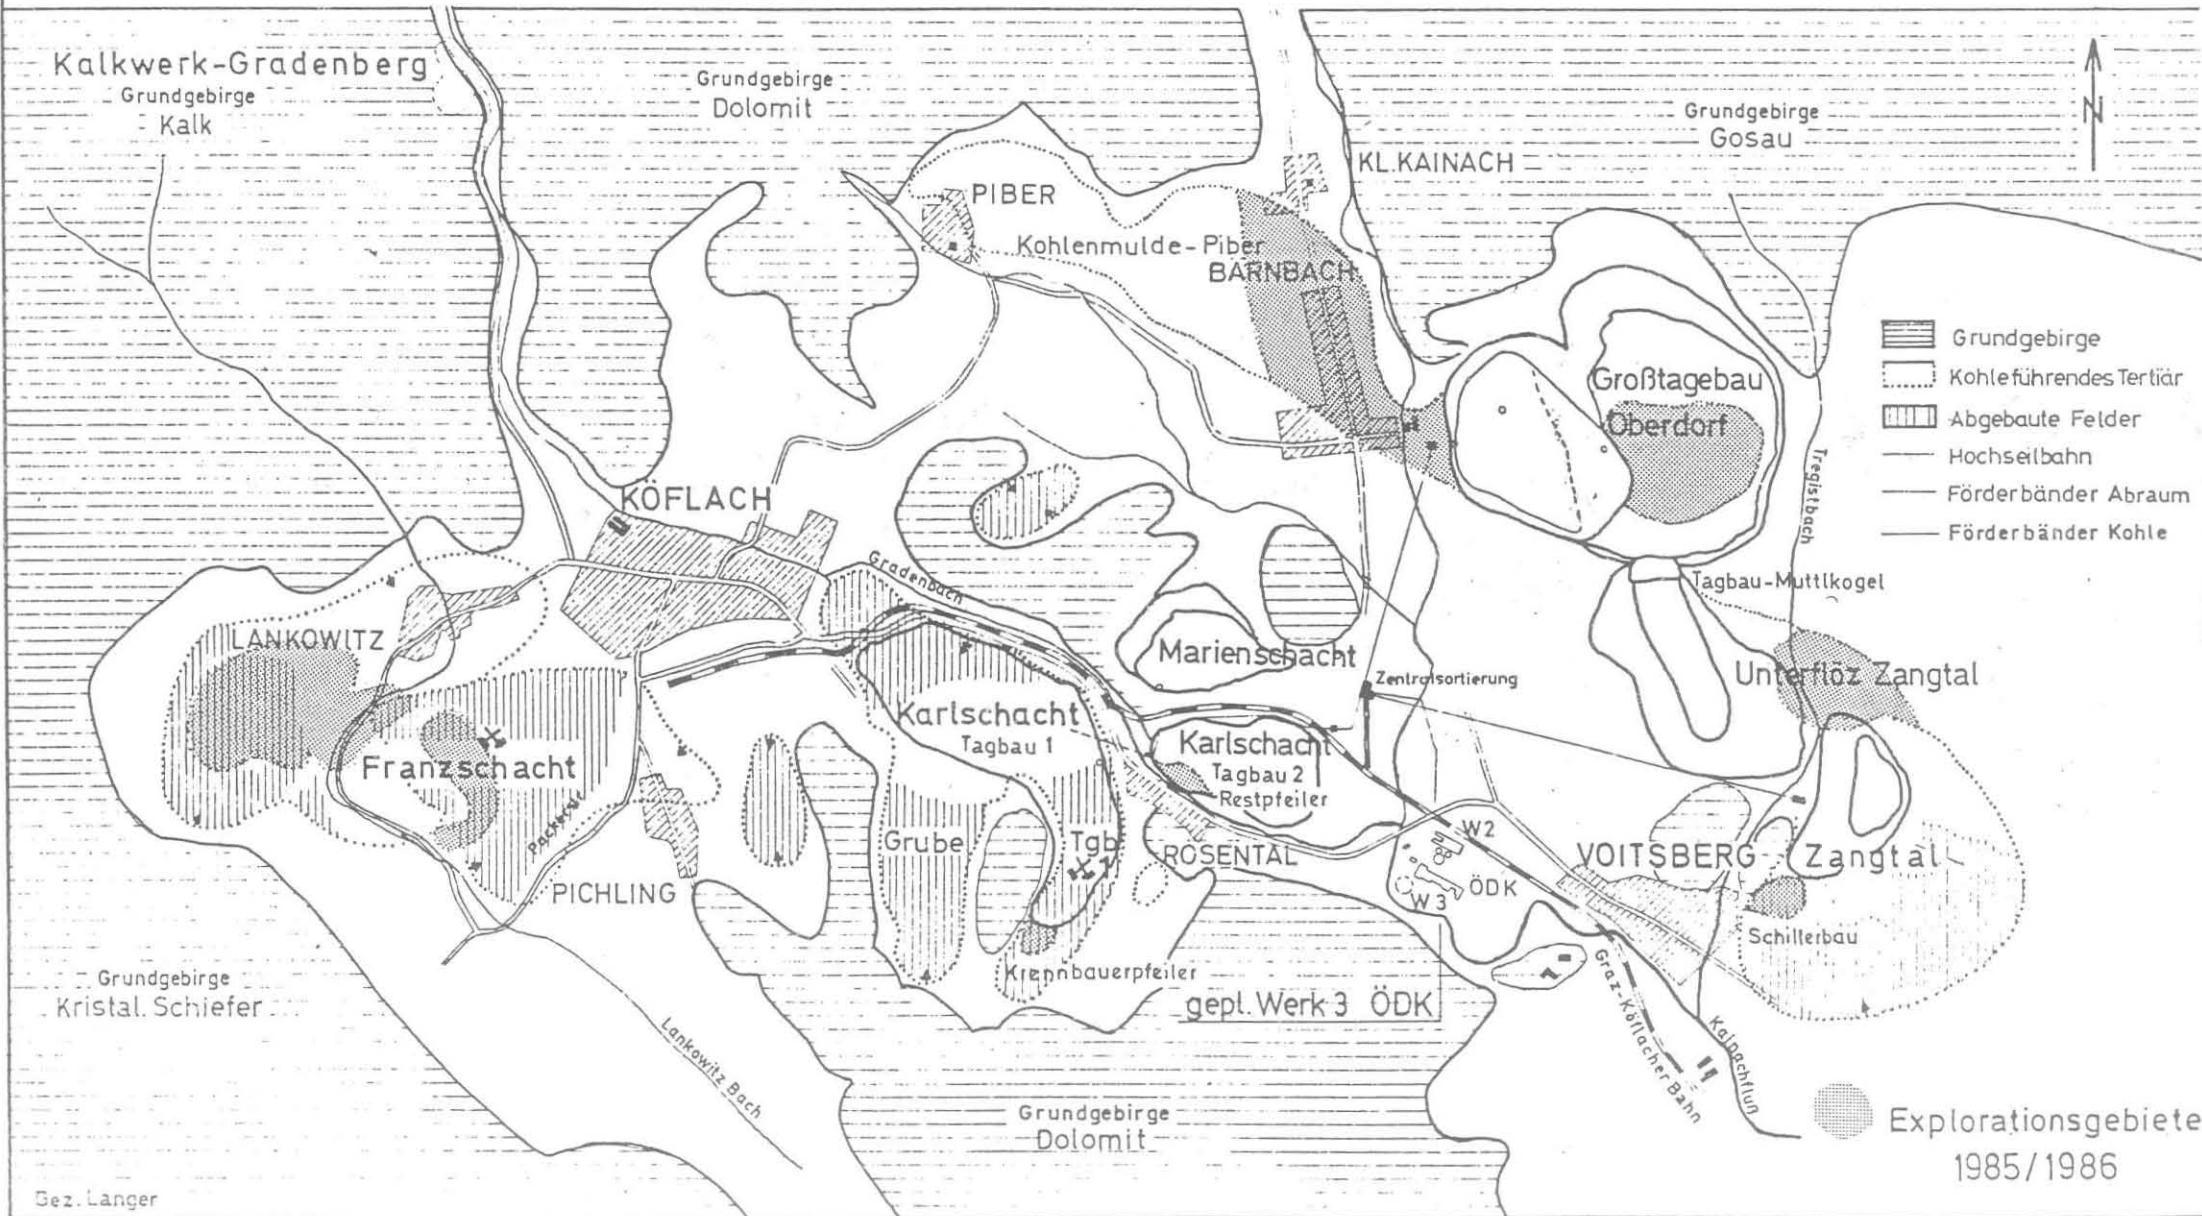 Kalkwerk-Gradenberg
Grundgebirge
Kalk
Grundgebirge
Dolomit
Grundgebirge
Gosau
N
KL.KAINACH
PIBER
Kohlenmulde-Piber
BÄRNBACH
Grundgebirge
Kohleführendes Tertiär
Abgebaute Felder
Hochseilbahn
Förderbänder Abraum
Förderbänder Kohle
Großtagebau
Oberdorf
Tregistbach
KÖFLACH
Gradenbach
Tagbau-Muttlkogel
LANKOWITZ
Marienschacht
Zentralsortierung
Unterflöz Zangtal
Karlschacht
Tagbau 1
Karlschacht
Tagbau 2
Restpfeiler
Franzschacht
Packerstr
Grube
Tgb
W2
ROSENTAL
VOITSBERG
Zangtal
PICHLING
ÖDK
W3
Schillerbau
Krennbauerpfeiler
Grundgebirge
Kristal. Schiefer
gepl. Werk 3 ÖDK
Lankowitz Bach
Graz-Köflacher Bahn
Kainachfluß
Grundgebirge
Dolomit
Explorationsgebiete
1985/1986
Gez. Langer